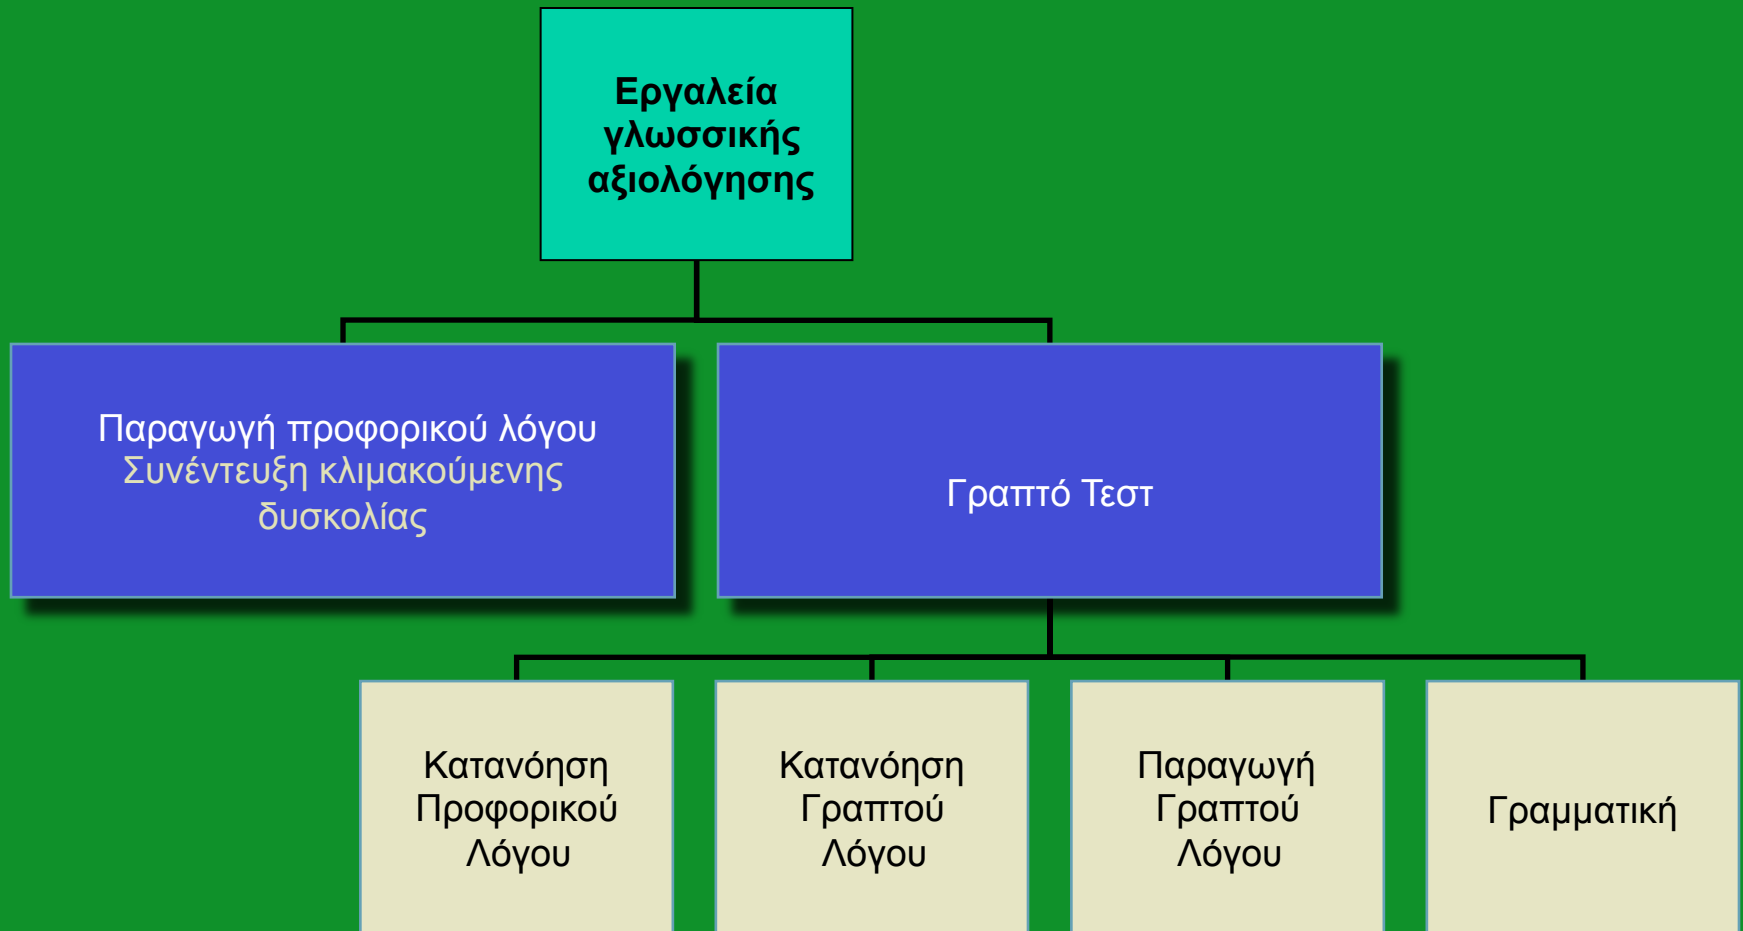 Εργαλεία
γλωσσικής
αξιολόγησης
Παραγωγή προφορικού λόγου
Συνέντευξη κλιμακούμενης
δυσκολίας
Γραπτό Τεστ
Κατανόηση
Προφορικού
Λόγου
Κατανόηση
Γραπτού
Λόγου
Παραγωγή
Γραπτού
Λόγου
Γραμματική